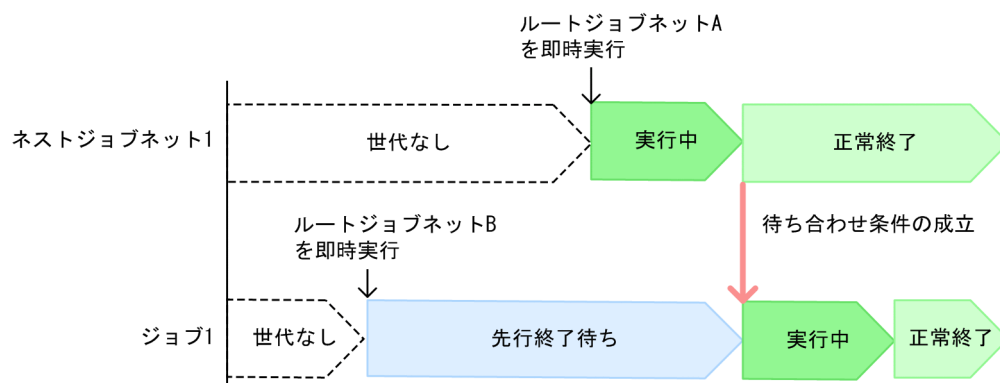 ルートジョブネットA
を即時実行
ネストジョブネット1
世代なし
実行中
正常終了
ルートジョブネットB
を即時実行
待ち合わせ条件の成立
ジョブ1
世代なし
先行終了待ち
実行中
正常終了